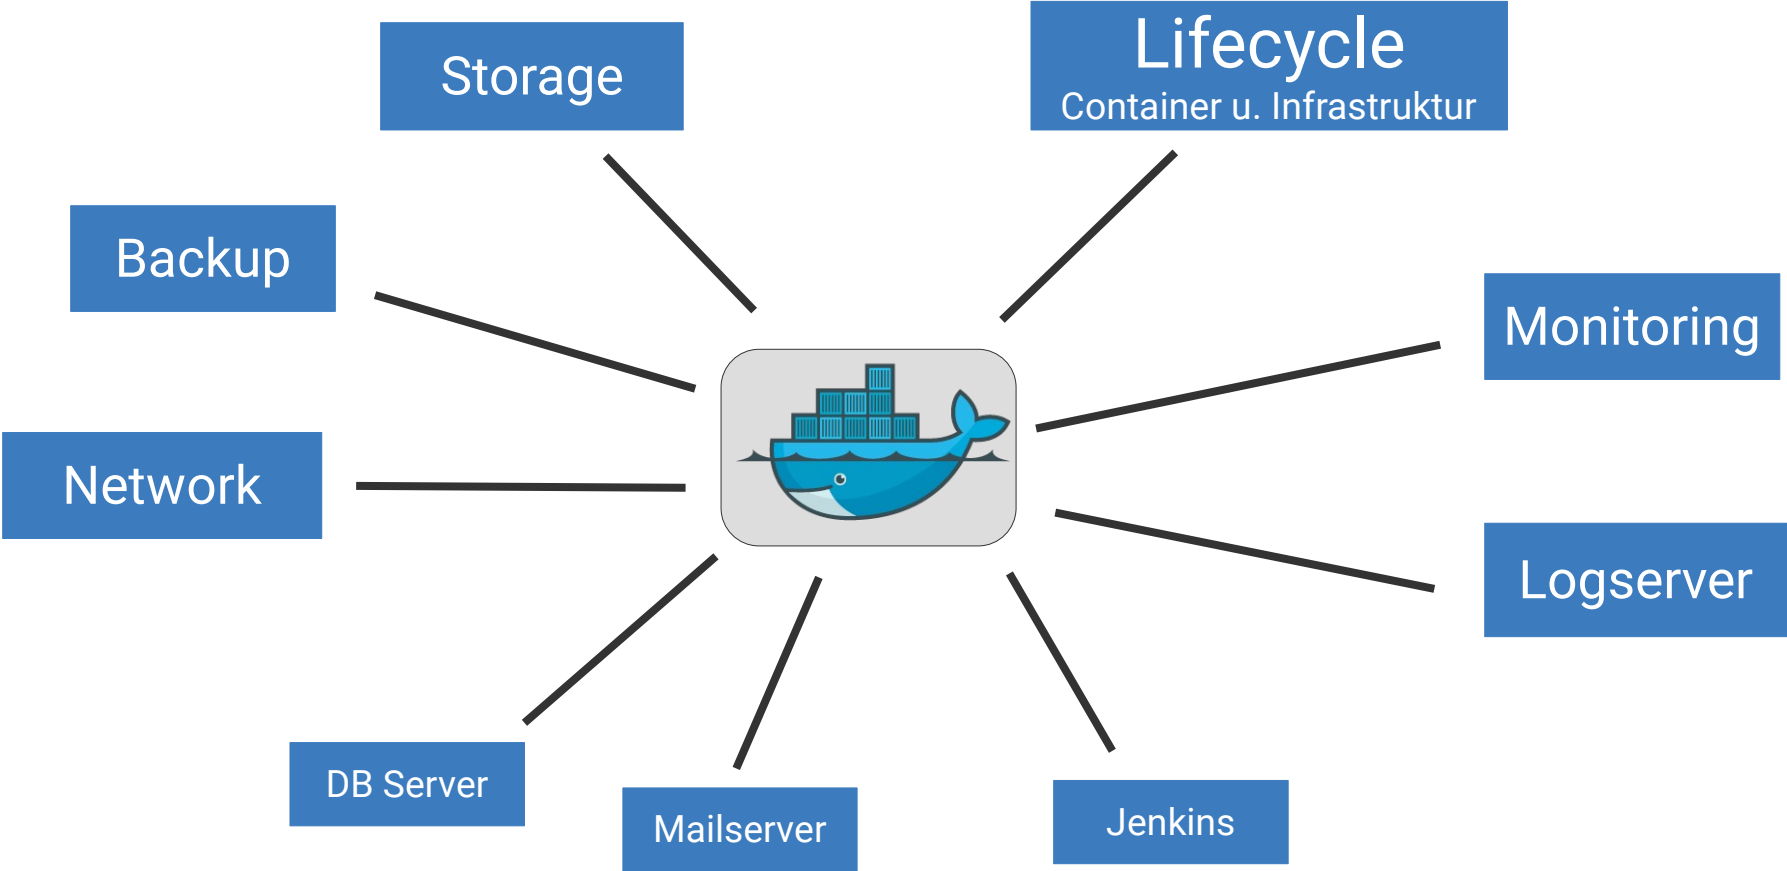 Storage
Lifecycle
Container u. Infrastruktur
Backup
Monitoring
Network
Logserver
DB Server
Mailserver
Jenkins